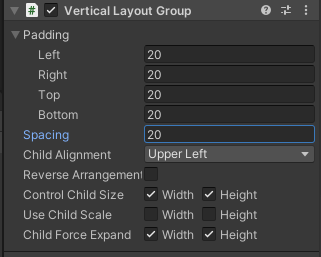 # Vertical Layout Group
Padding
Left 20
Right 20
Top 20
Bottom 20
Spacing 20
Child Alignment Upper Left
Reverse Arrangement
Control Child Size Width Height
Use Child Scale Width Height
Child Force Expand Width Height